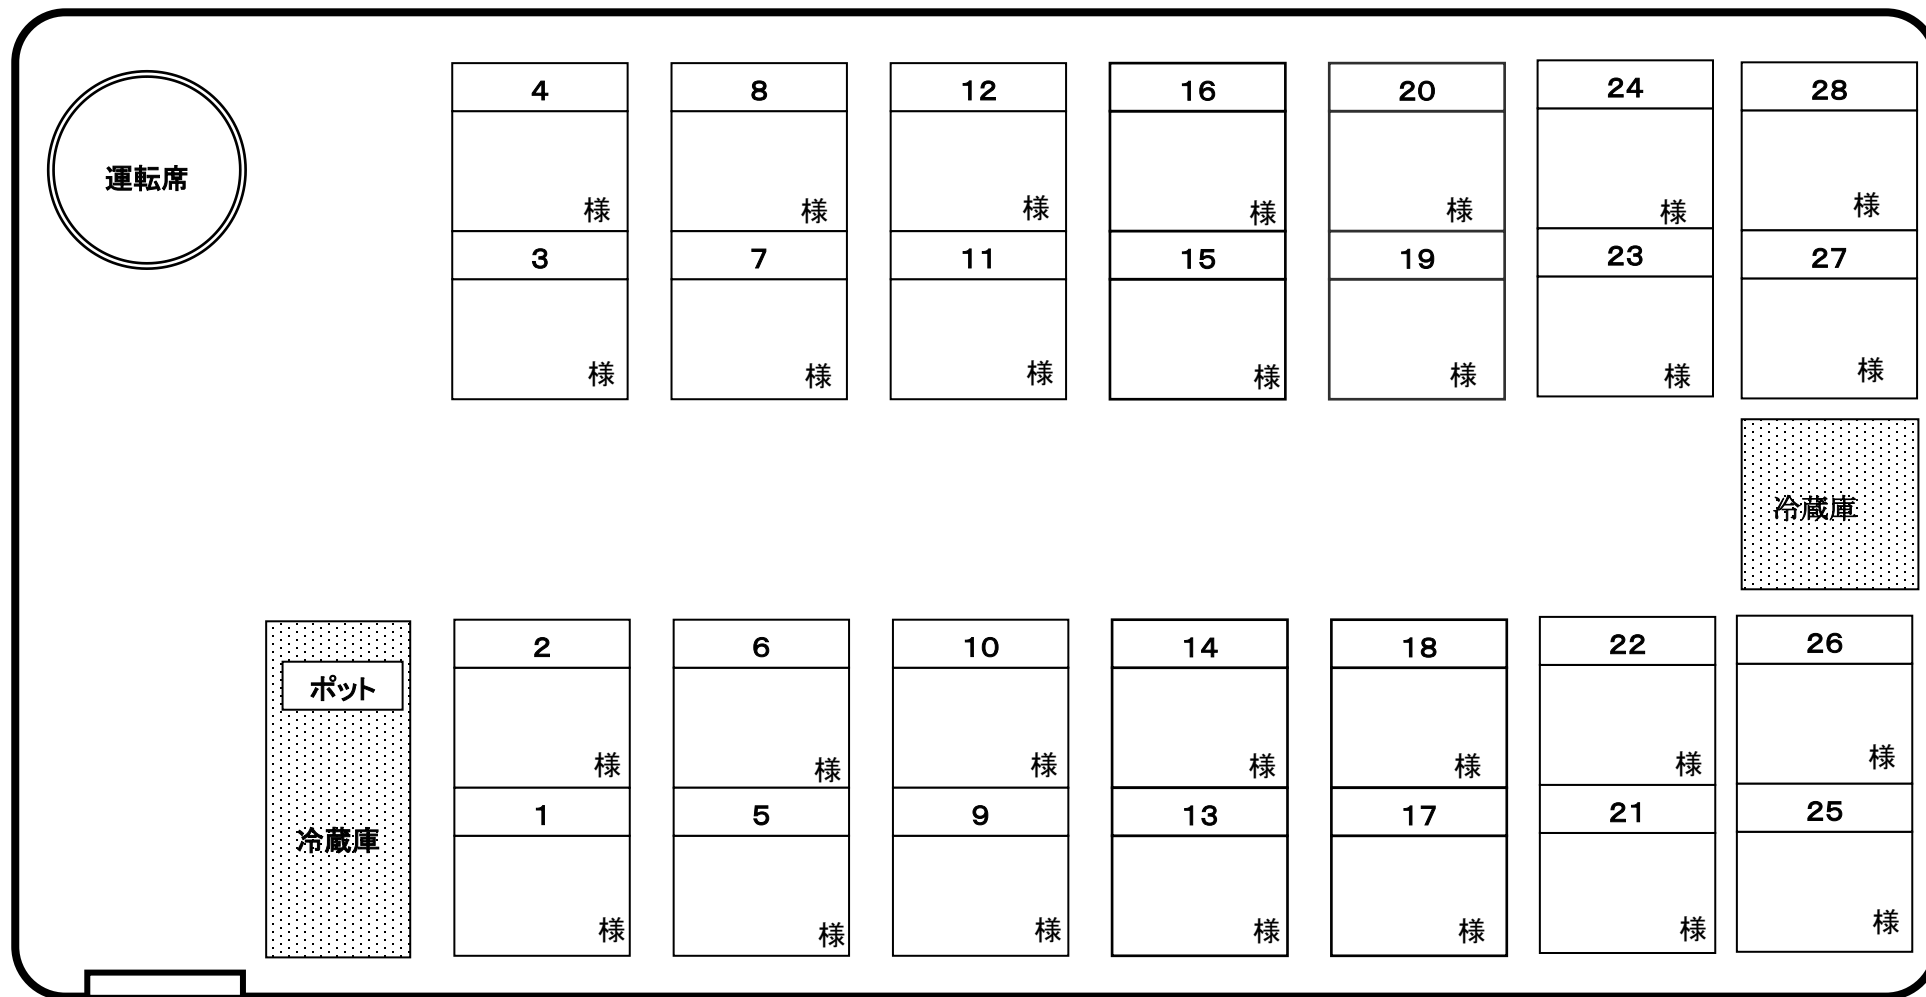 4 8 12 16 20 24 28
運転席
様 様 様 様 様 様 様
3 7 11 15 19 23 27
様 様 様 様 様 様 様
冷蔵庫
2 6 10 14 18 22 26
ポット
様 様 様 様 様 様 様
1 5 9 13 17 21 25
冷蔵庫
様 様 様 様 様 様 様